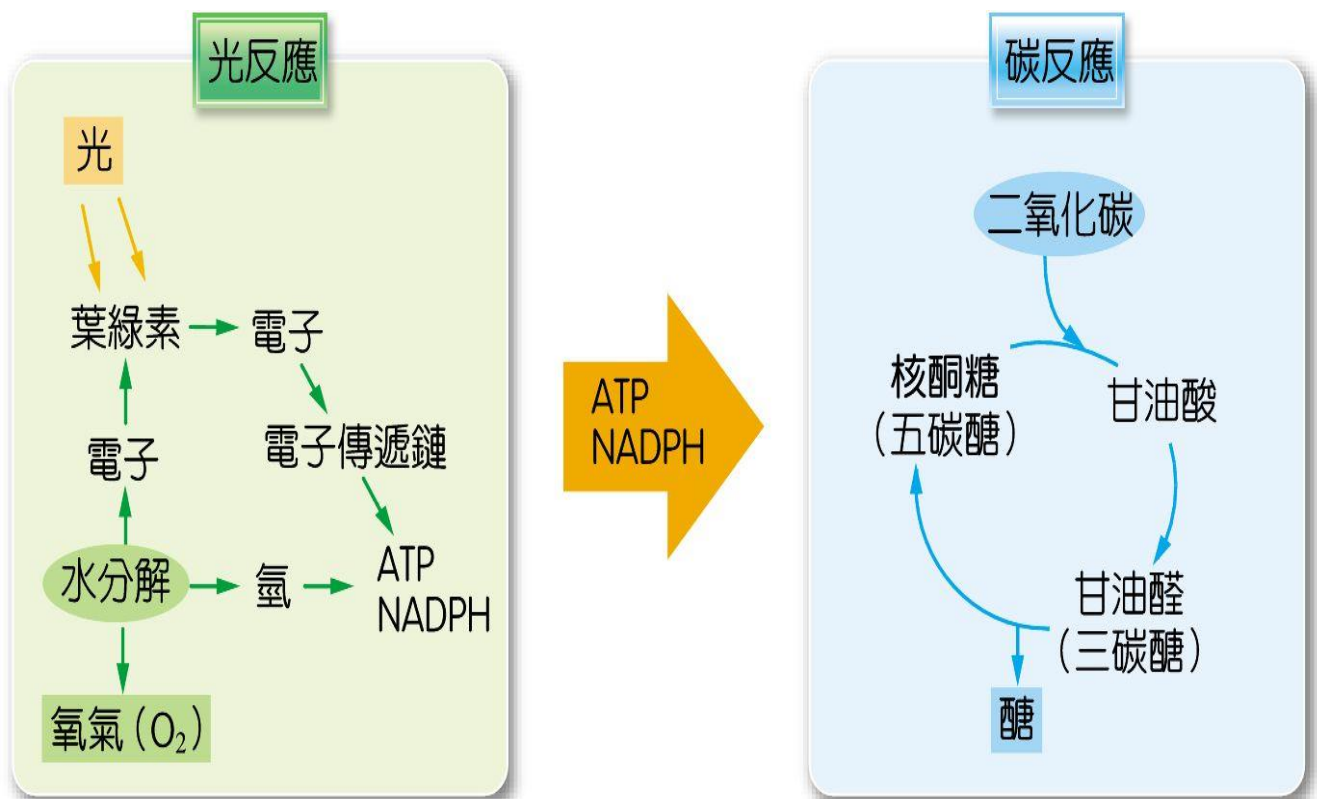 光反應
光
葉綠素
電子
電子
電子傳遞鏈
水分解
氫
ATP
NADPH
氧氣(O₂)
ATP
NADPH
碳反應
二氧化碳
核酮糖
(五碳醣)
甘油酸
甘油醛
(三碳醣)
醣